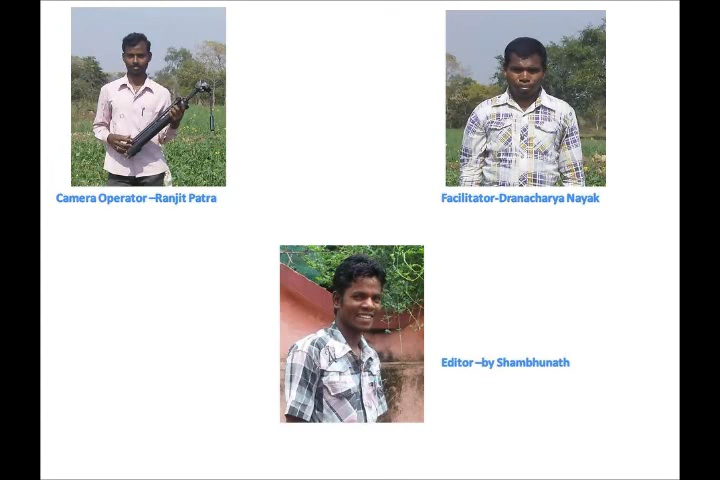 Camera Operator –Ranjit Patra
Facilitator-Dranacharya Nayak
Editor –by Shambhunath